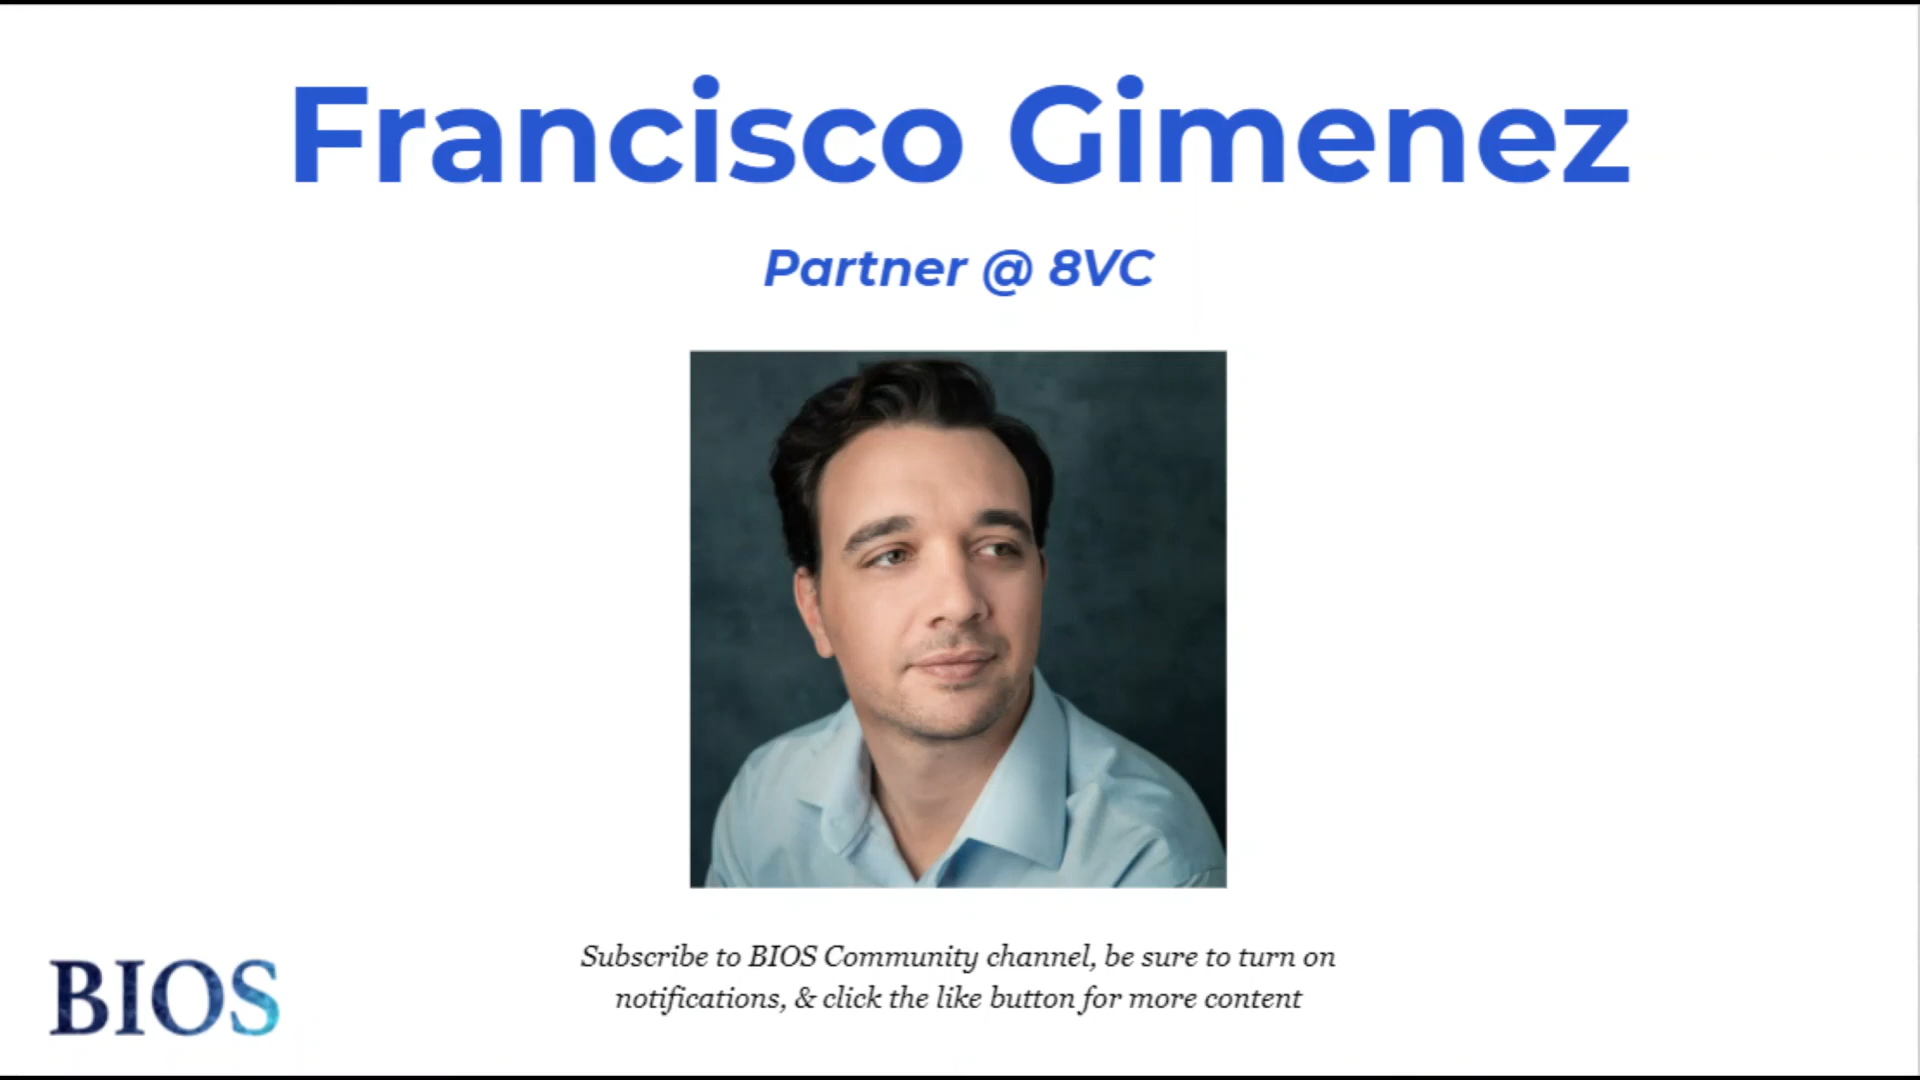 Francisco Gimenez
Partner @ 8VC
Subscribe to BIOS Community channel, be sure to turn on
notifications, & click the like button for more content
BIOS